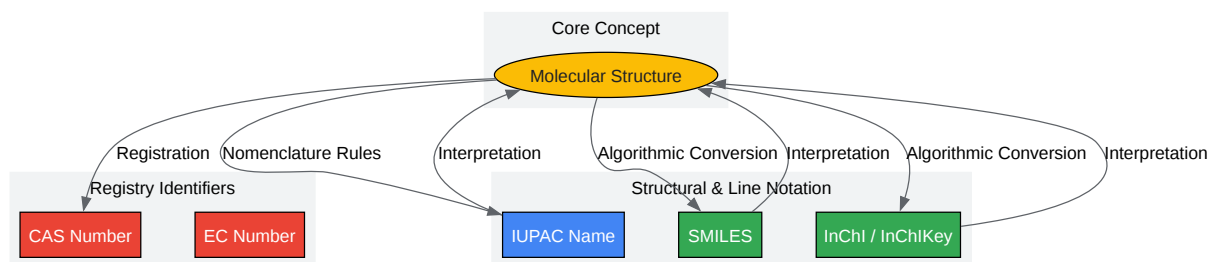 Core Concept
Molecular Structure
Registration
Nomenclature Rules
Interpretation
Algorithmic Conversion
Interpretation
Algorithmic Conversion
Interpretation
Registry Identifiers
Structural & Line Notation
CAS Number
EC Number
IUPAC Name
SMILES
InChI / InChIKey